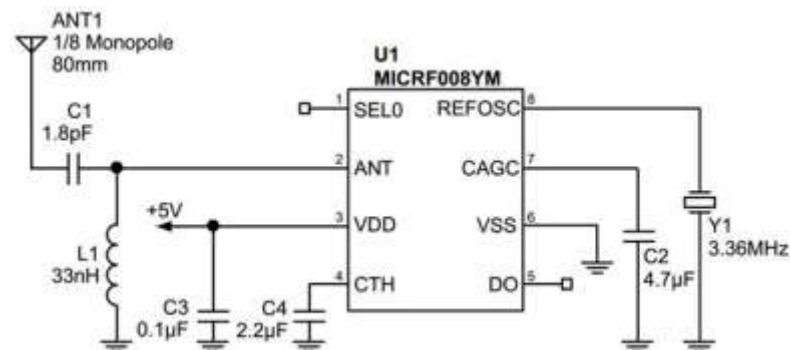 ANT1
1/8 Monopole
80mm
C1
1.8pF
U1
MICRF008YM
1 SEL0 REFOSC 8
2 ANT CAGC 7
+5V
3 VDD VSS 6
4 CTH DO 5
L1
33nH
C3
0.1µF
C4
2.2µF
C2
4.7µF
Y1
3.36MHz